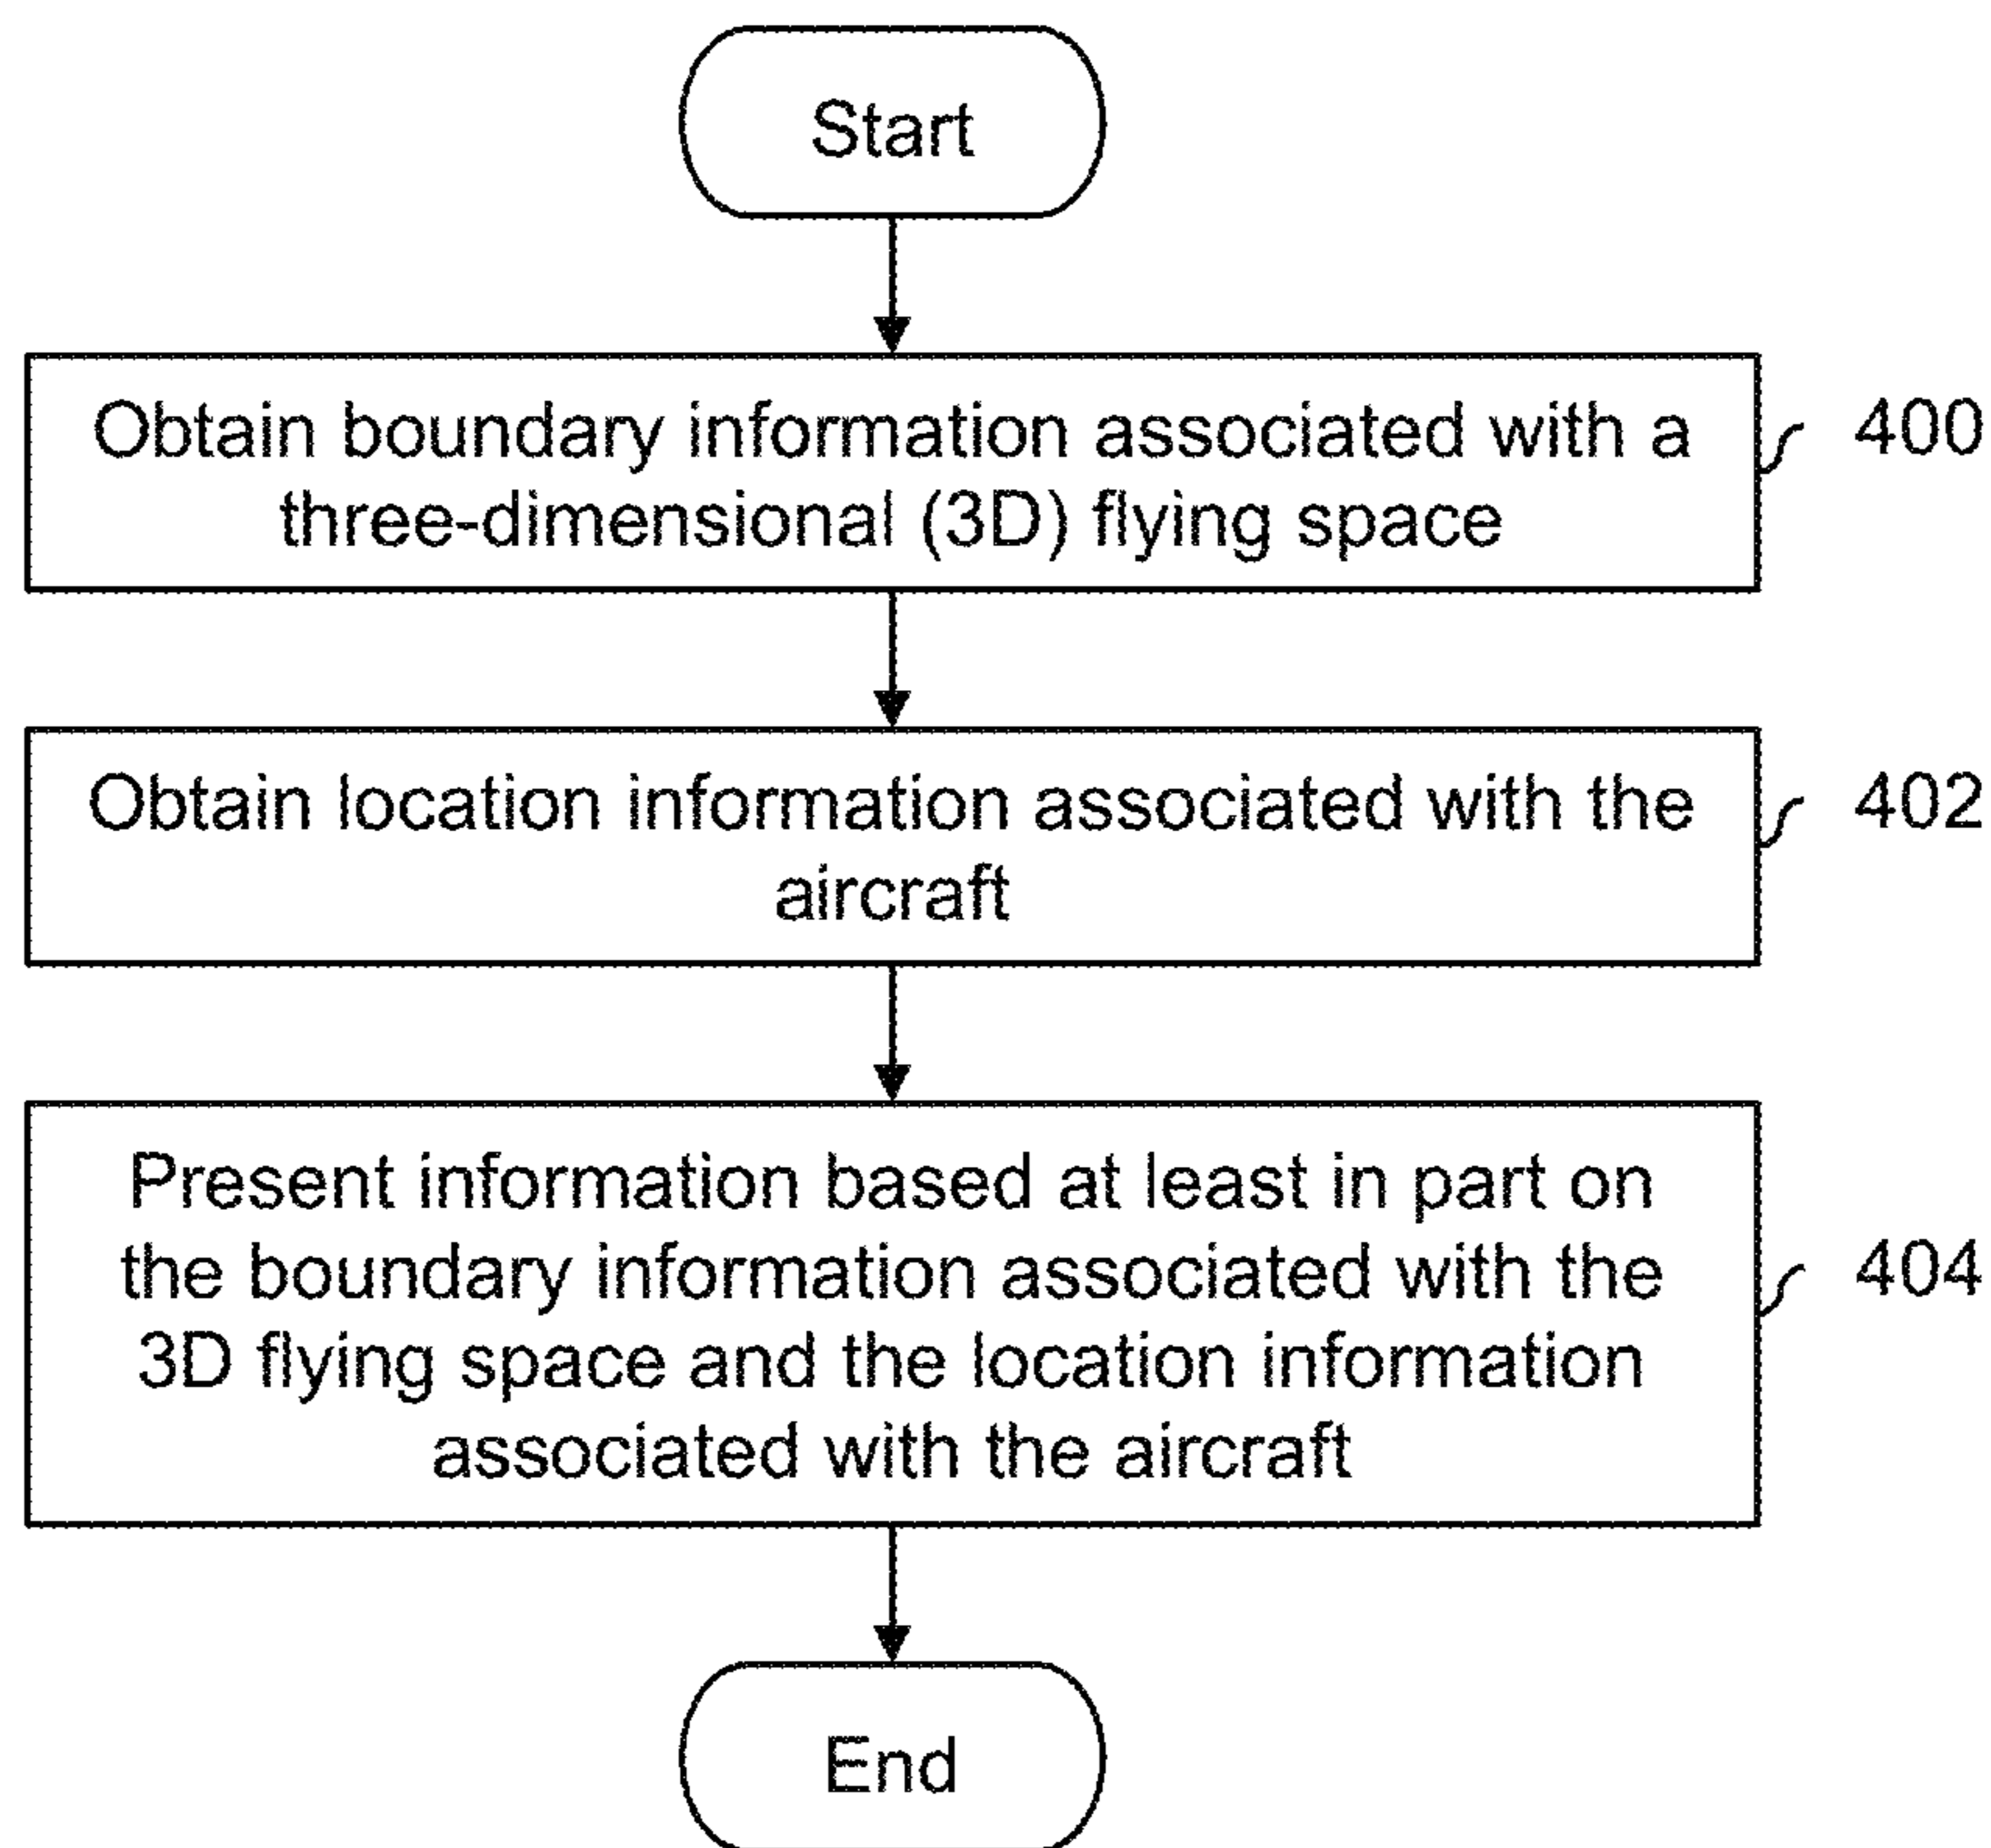 Start
Obtain boundary information associated with a
three-dimensional (3D) flying space
400
Obtain location information associated with the
aircraft
402
Present information based at least in part on
the boundary information associated with the
3D flying space and the location information
associated with the aircraft
404
End